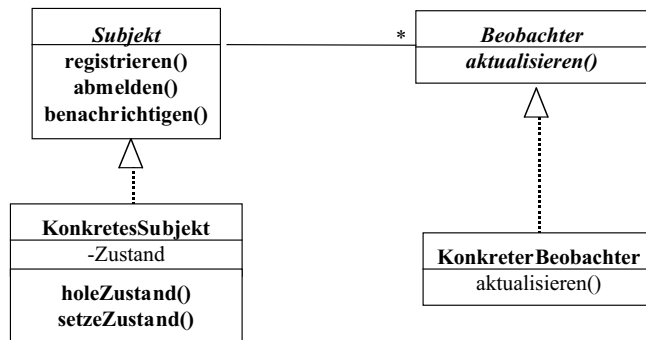 Subjekt
registrieren()
abmelden()
benachrichtigen()
*
Beobachter
aktualisieren()
KonkretesSubjekt
-Zustand
holeZustand()
setzeZustand()
KonkreterBeobachter
aktualisieren()